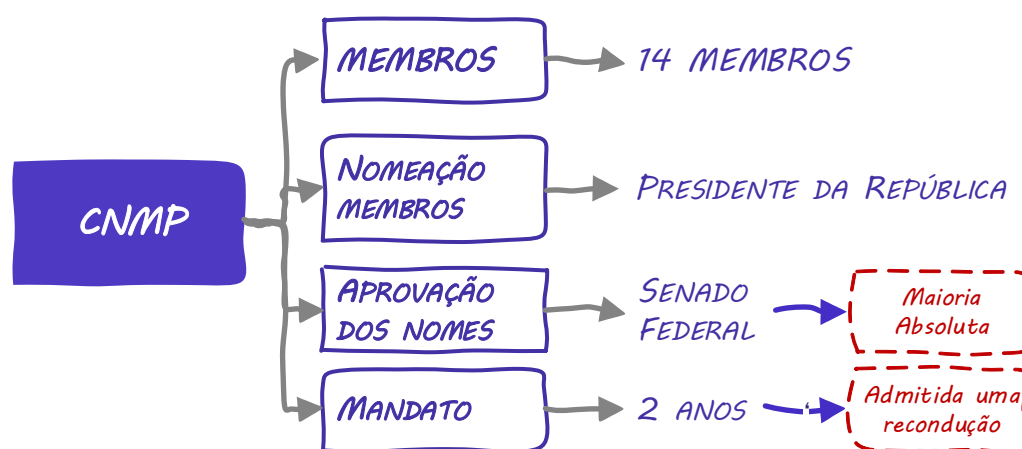 CNMP
MEMBROS
14 MEMBROS
NOMEAÇÃO
MEMBROS
PRESIDENTE DA REPÚBLICA
APROVAÇÃO
DOS NOMES
SENADO
FEDERAL
Maioria
Absoluta
MANDATO
2 ANOS
Admitida uma
recondução